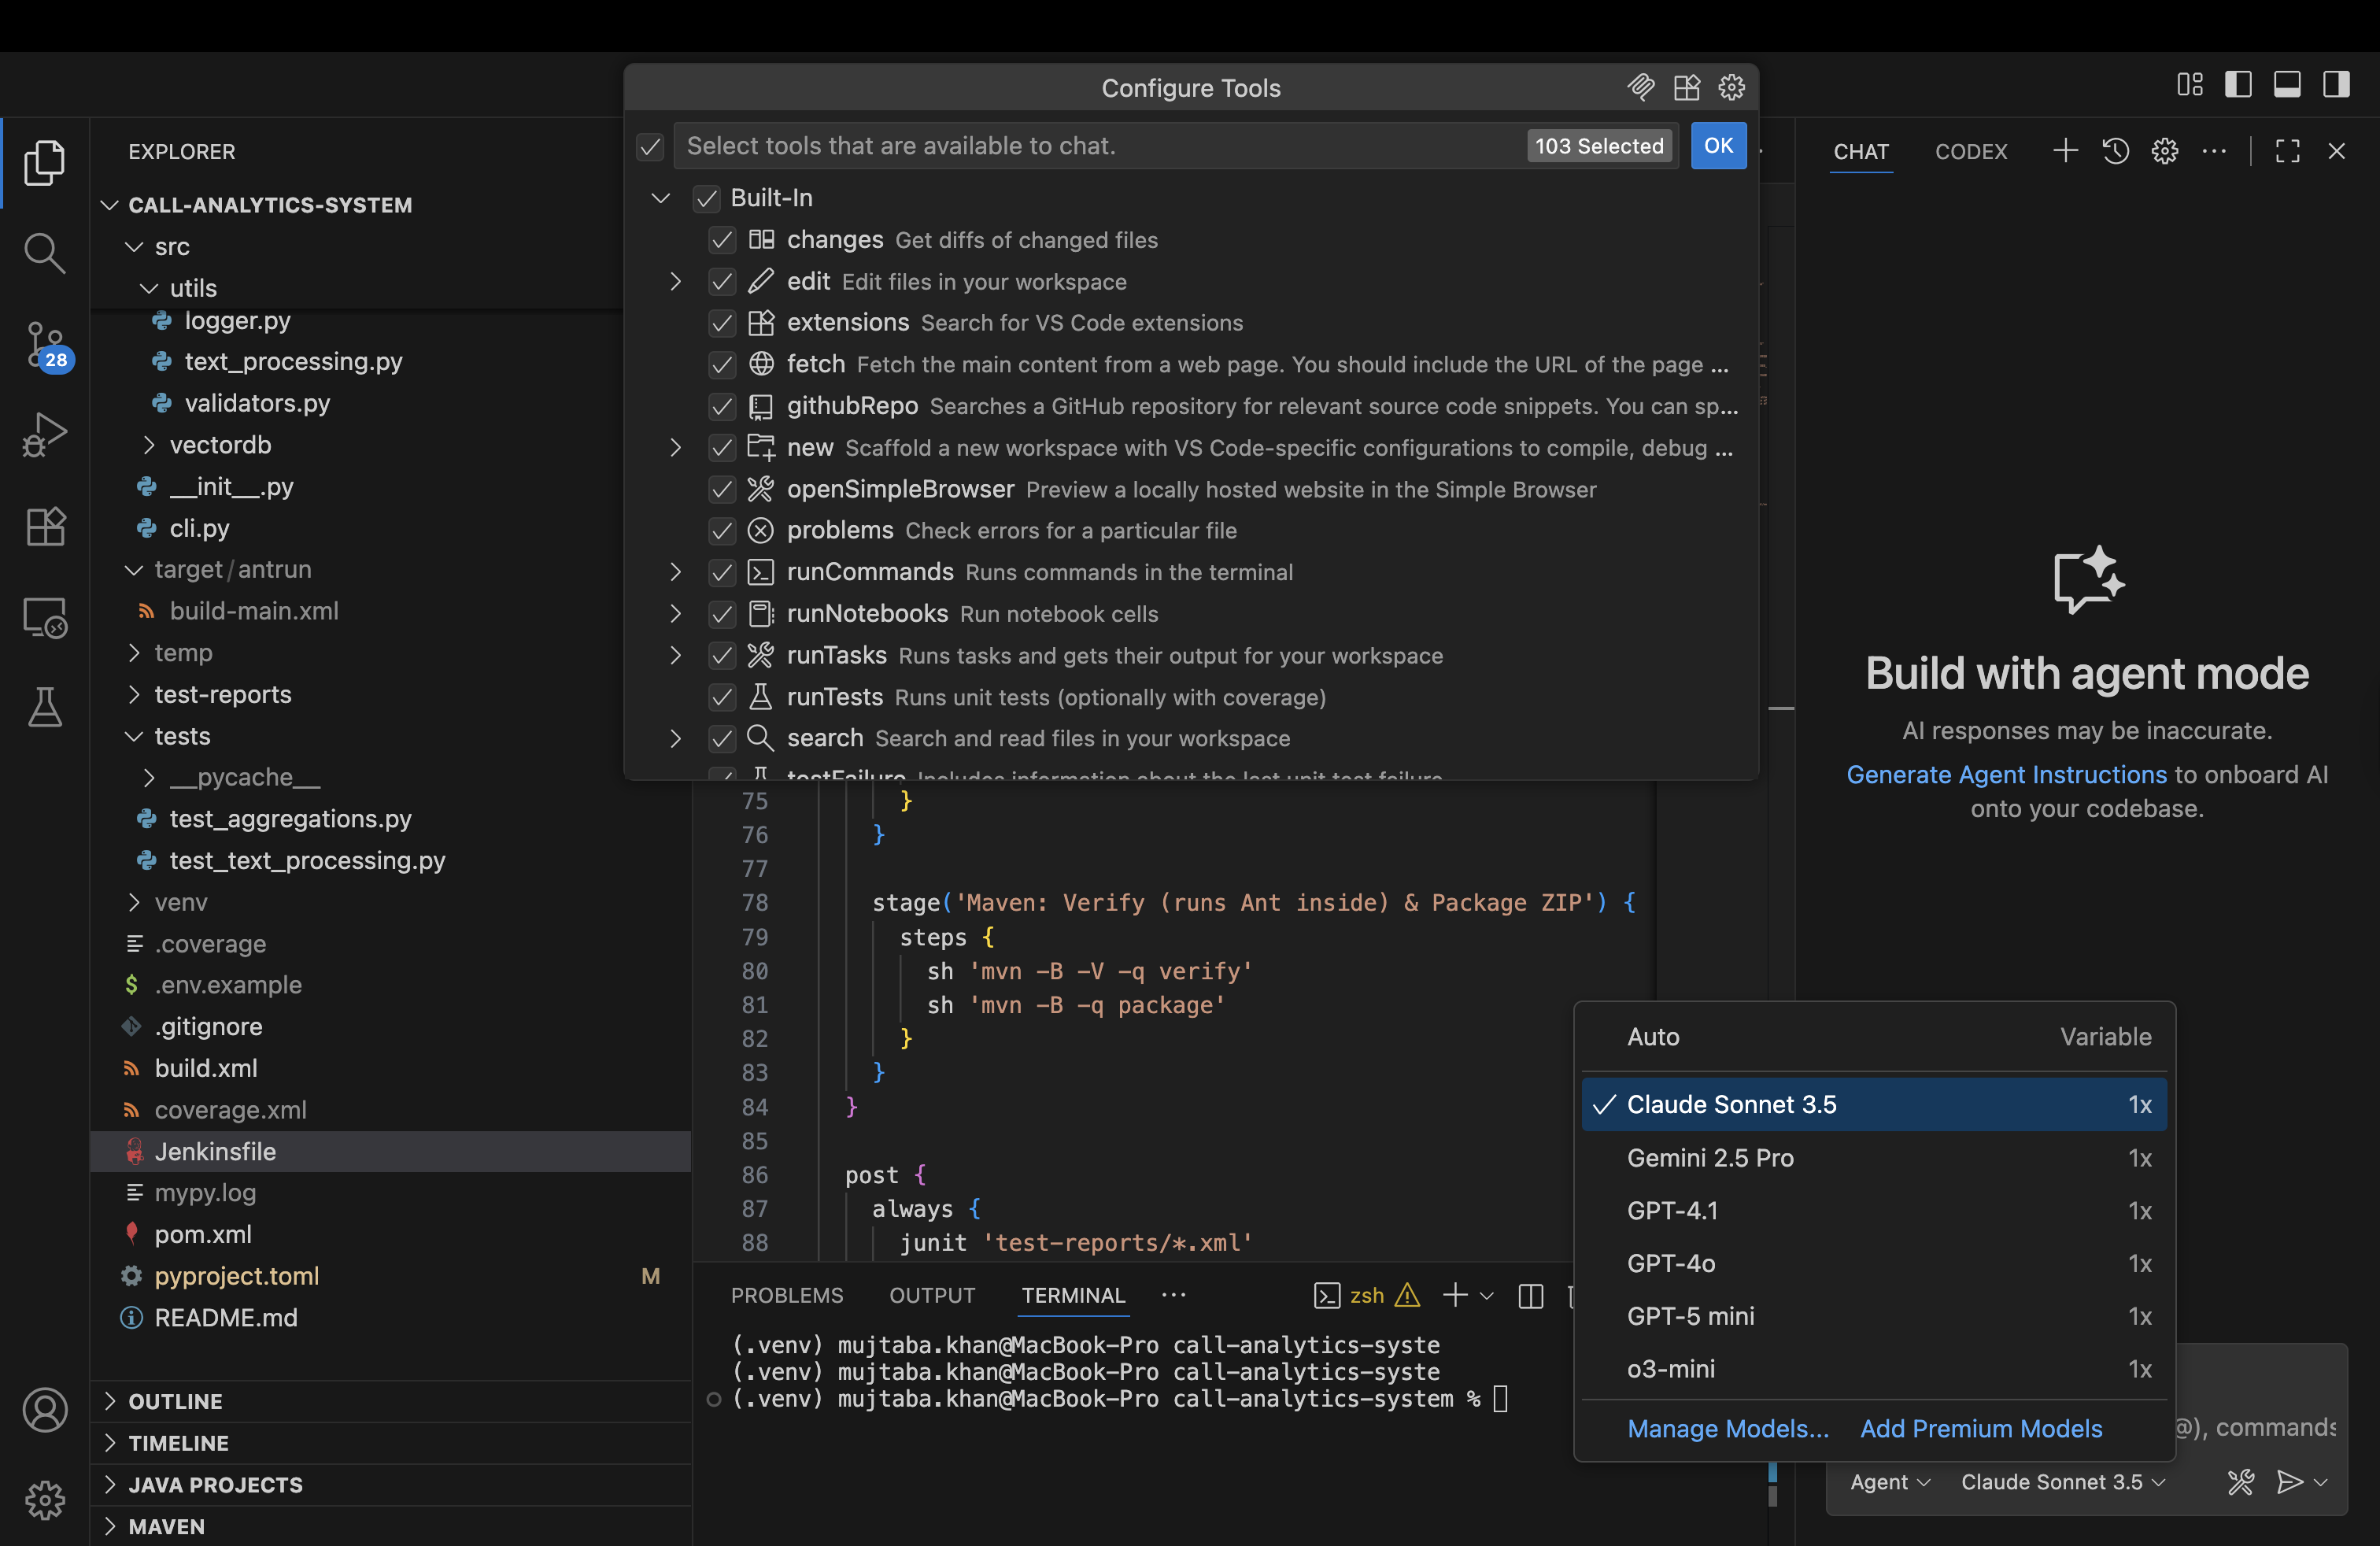 Configure Tools
Select tools that are available to chat.
103 Selected
OK
Built-In
changes Get diffs of changed files
edit Edit files in your workspace
extensions Search for VS Code extensions
fetch Fetch the main content from a web page. You should include the URL of the page ...
githubRepo Searches a GitHub repository for relevant source code snippets. You can sp...
new Scaffold a new workspace with VS Code-specific configurations to compile, debug ...
openSimpleBrowser Preview a locally hosted website in the Simple Browser
problems Check errors for a particular file
runCommands Runs commands in the terminal
runNotebooks Run notebook cells
runTasks Runs tasks and gets their output for your workspace
runTests Runs unit tests (optionally with coverage)
search Search and read files in your workspace
testFailure Includes information about the last unit test failure
EXPLORER
CALL-ANALYTICS-SYSTEM
src
utils
logger.py
text_processing.py
validators.py
vectordb
__init__.py
cli.py
target/antrun
build-main.xml
temp
test-reports
tests
__pycache__
test_aggregations.py
test_text_processing.py
venv
.coverage
$ .env.example
.gitignore
build.xml
coverage.xml
Jenkinsfile
mypy.log
pom.xml
pyproject.toml M
README.md
OUTLINE
TIMELINE
JAVA PROJECTS
MAVEN
28
75 }
76 }
77
78 stage('Maven: Verify (runs Ant inside) & Package ZIP') {
79 steps {
80 sh 'mvn -B -V -q verify'
81 sh 'mvn -B -q package'
82 }
83 }
84 }
85
86 post {
87 always {
88 junit 'test-reports/*.xml'
PROBLEMS OUTPUT TERMINAL ...
zsh
(.venv) mujtaba.khan@MacBook-Pro call-analytics-syste
(.venv) mujtaba.khan@MacBook-Pro call-analytics-syste
(.venv) mujtaba.khan@MacBook-Pro call-analytics-system %
CHAT CODEX
Build with agent mode
AI responses may be inaccurate.
Generate Agent Instructions to onboard AI
onto your codebase.
Auto Variable
Claude Sonnet 3.5 1x
Gemini 2.5 Pro 1x
GPT-4.1 1x
GPT-4o 1x
GPT-5 mini 1x
o3-mini 1x
Manage Models... Add Premium Models
@), commands
Agent Claude Sonnet 3.5